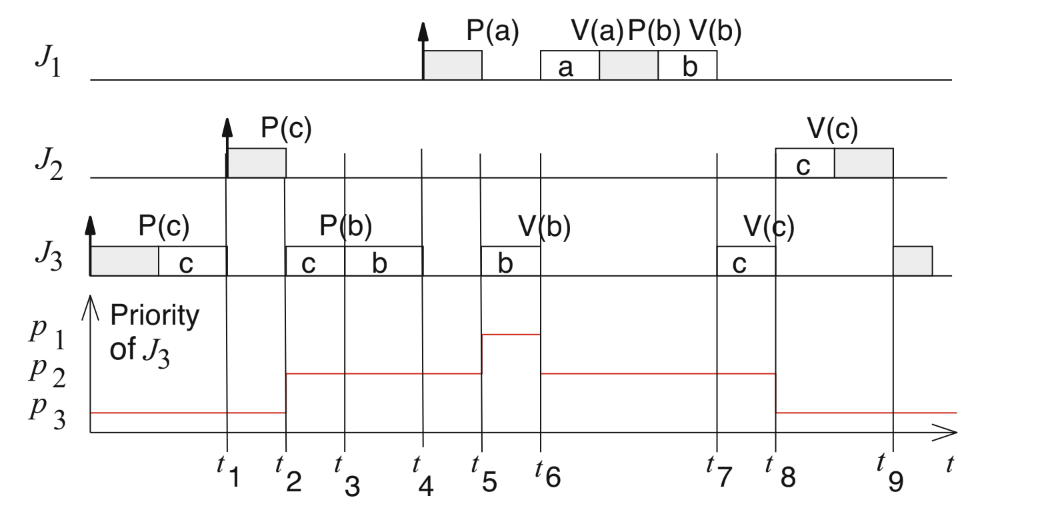 P(a) V(a) P(b) V(b)
J1 a b
P(c) V(c)
J2 c
P(c) P(b) V(b) V(c)
J3 c c b b c
Priority
of J3
p1
p2
p3
t1 t2 t3 t4 t5 t6 t7 t8 t9 t